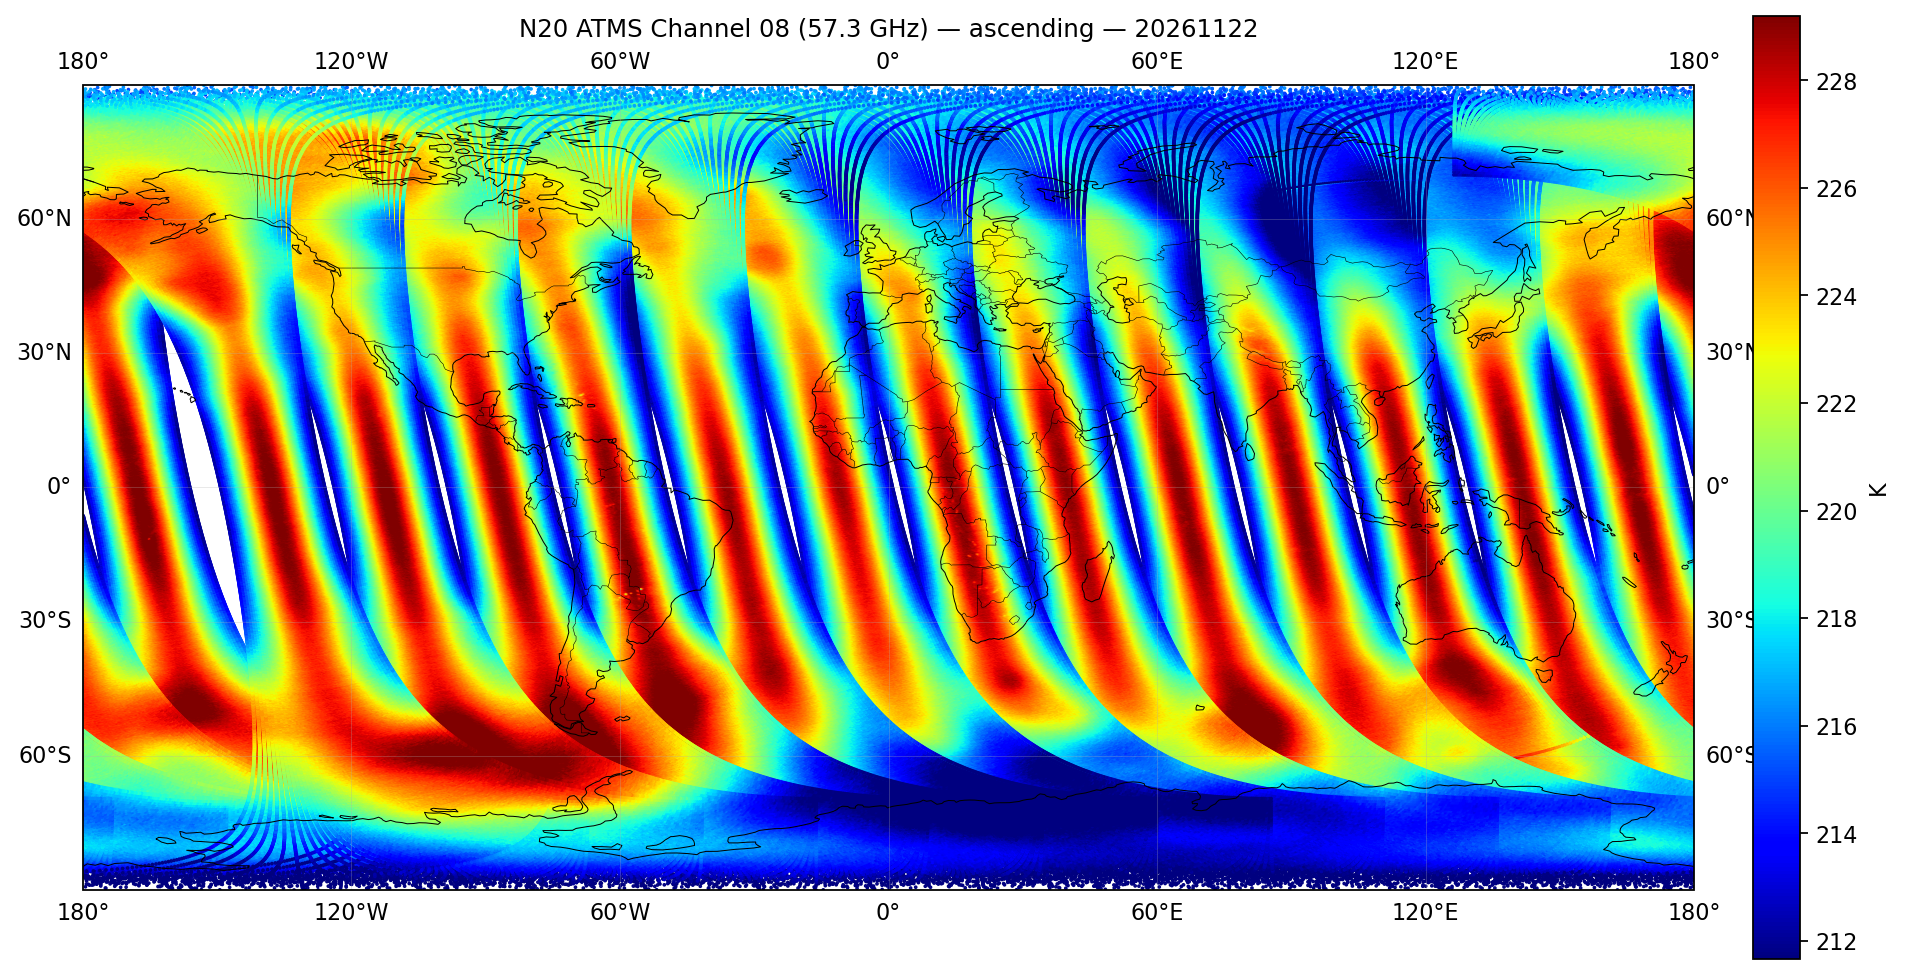 N20 ATMS Channel 08 (57.3 GHz) — ascending — 20261122
180° 120°W 60°W 0° 60°E 120°E 180°
228
60°N 60°N
226
224
30°N 30°N
222
0° 0° K
220
30°S 30°S
218
216
60°S 60°S
214
212
180° 120°W 60°W 0° 60°E 120°E 180°